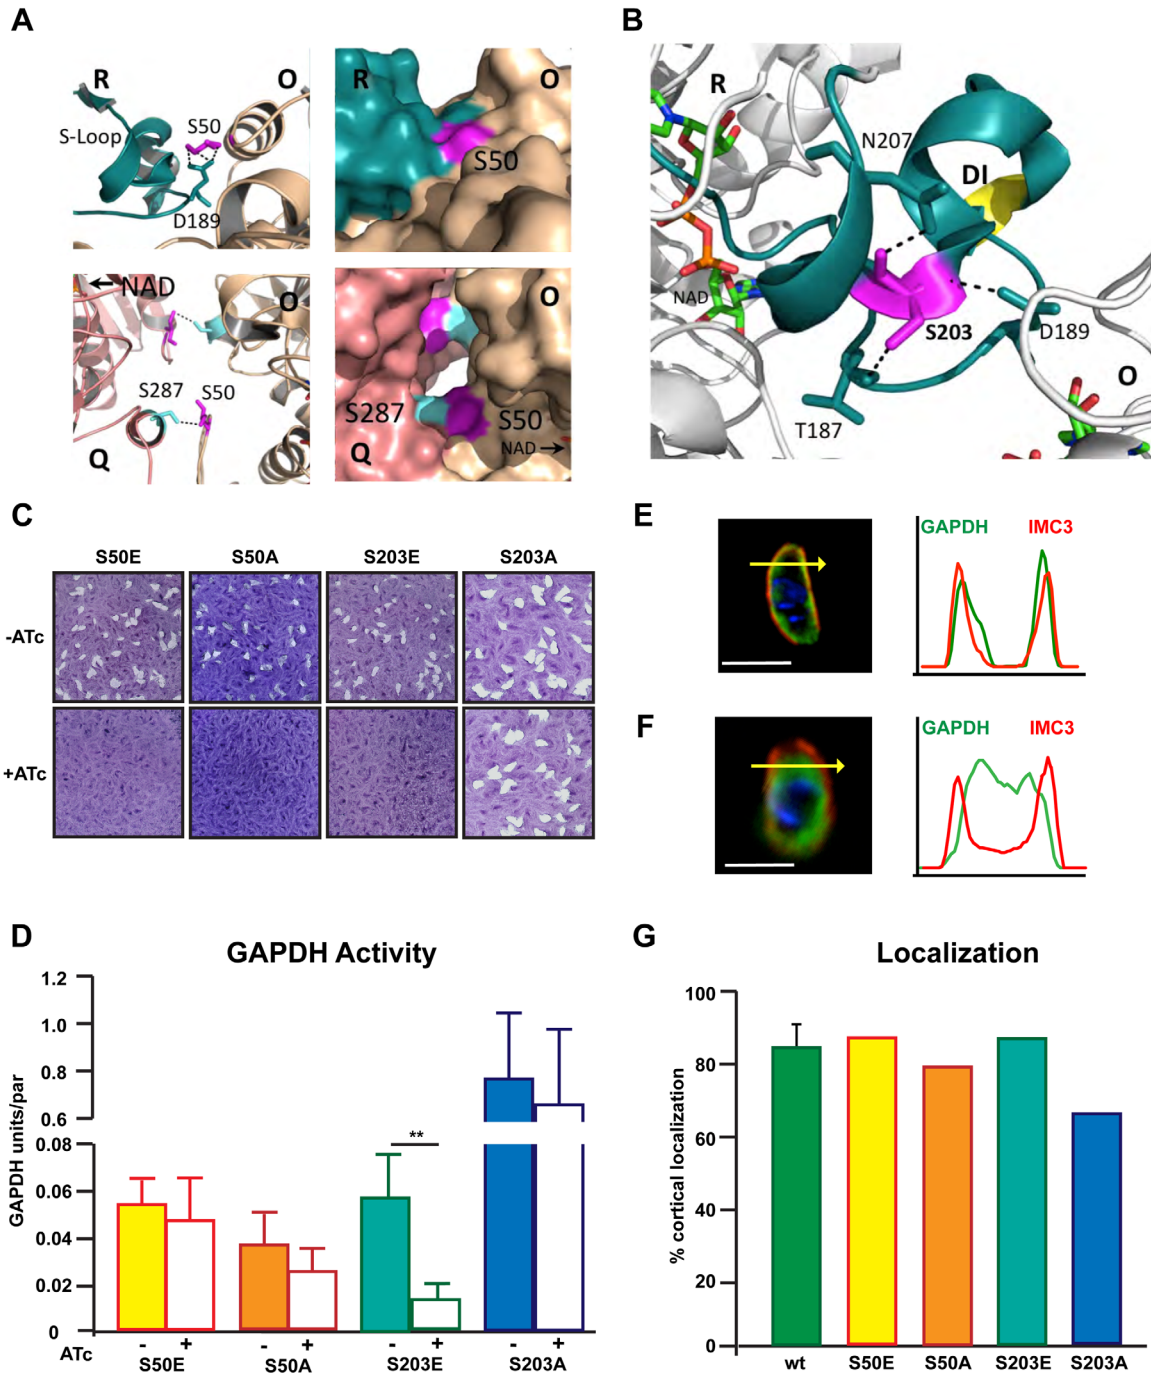 A
R
O
S-Loop
S50
D189
R
O
S50
NAD
O
S287
S50
Q
O
S287
S50
NAD
Q
B
R
N207
DI
NAD
S203
D189
O
T187
C
S50E S50A S203E S203A
-ATc
+ATc
E
GAPDH IMC3
F
GAPDH IMC3
D
GAPDH Activity
GAPDH units/par
1.2
1.0
0.8
0.6
0.08
0.06
0.04
0.02
0
ATc - + - + - + - +
S50E S50A S203E S203A
**
G
Localization
% cortical localization
100
80
60
40
20
0
wt S50E S50A S203E S203A